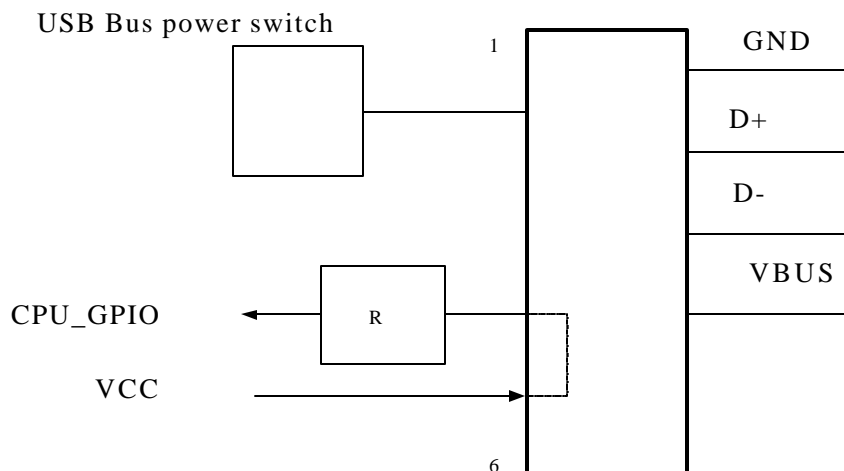 USB Bus power switch
1
GND
D+
D-
VBUS
CPU_GPIO
R
VCC
6